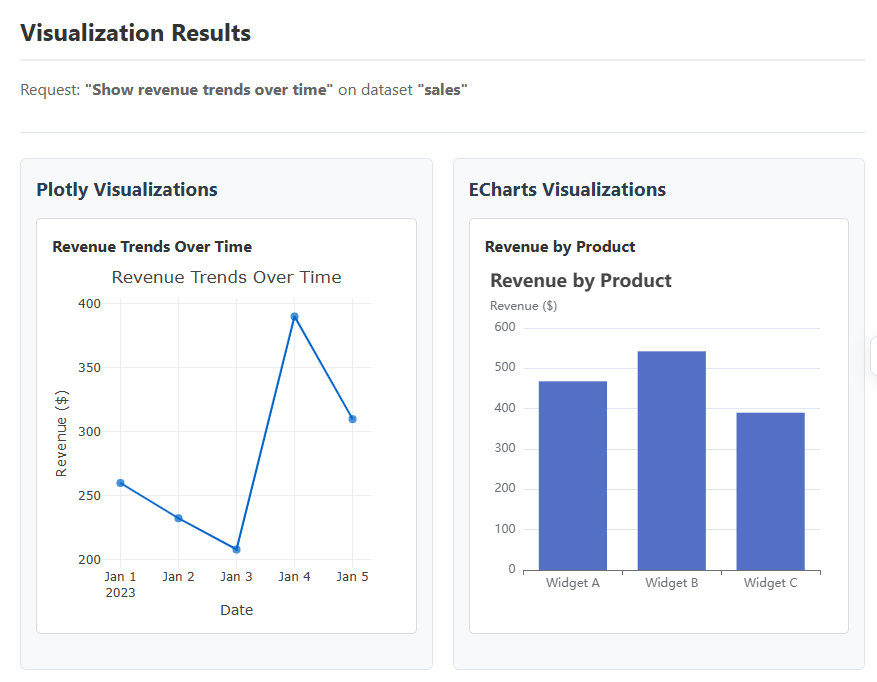 Visualization Results
Request: "Show revenue trends over time" on dataset "sales"
Plotly Visualizations
Revenue Trends Over Time
Revenue Trends Over Time
400
350
300
250
200
Revenue ($)
Jan 1 Jan 2 Jan 3 Jan 4 Jan 5
2023
Date
ECharts Visualizations
Revenue by Product
Revenue by Product
Revenue ($)
600
500
400
300
200
100
0
Widget A Widget B Widget C